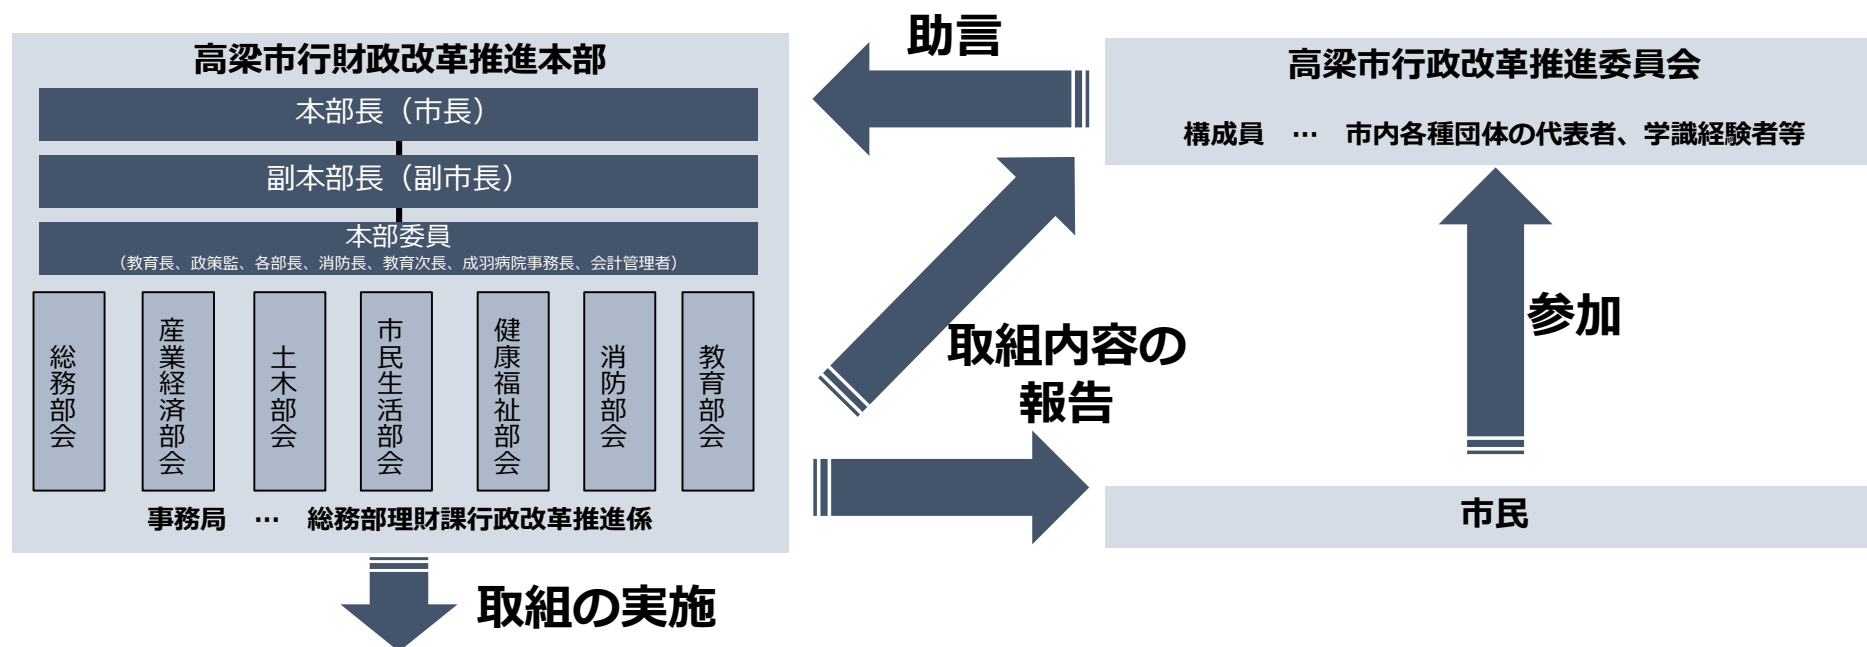 高梁市行財政改革推進本部
本部長（市長）
副本部長（副市長）
本部委員
（教育長、政策監、各部長、消防長、教育次長、成羽病院事務長、会計管理者）
総務部会
産業経済部会
土木部会
市民生活部会
健康福祉部会
消防部会
教育部会
事務局　…　総務部理財課行政改革推進係
取組の実施
助言
取組内容の
報告
高梁市行政改革推進委員会
構成員　…　市内各種団体の代表者、学識経験者等
参加
市民